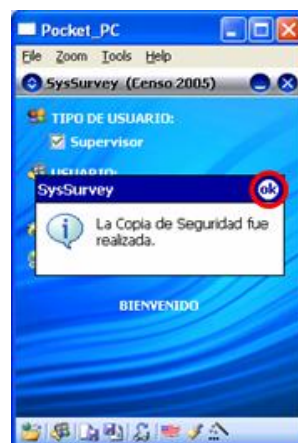 Pocket_PC
File Zoom Tools Help
SysSurvey (Censo 2005)
TIPO DE USUARIO:
Supervisor
USUARIO:
SysSurvey ok
La Copia de Seguridad fue
realizada.
BIENVENIDO